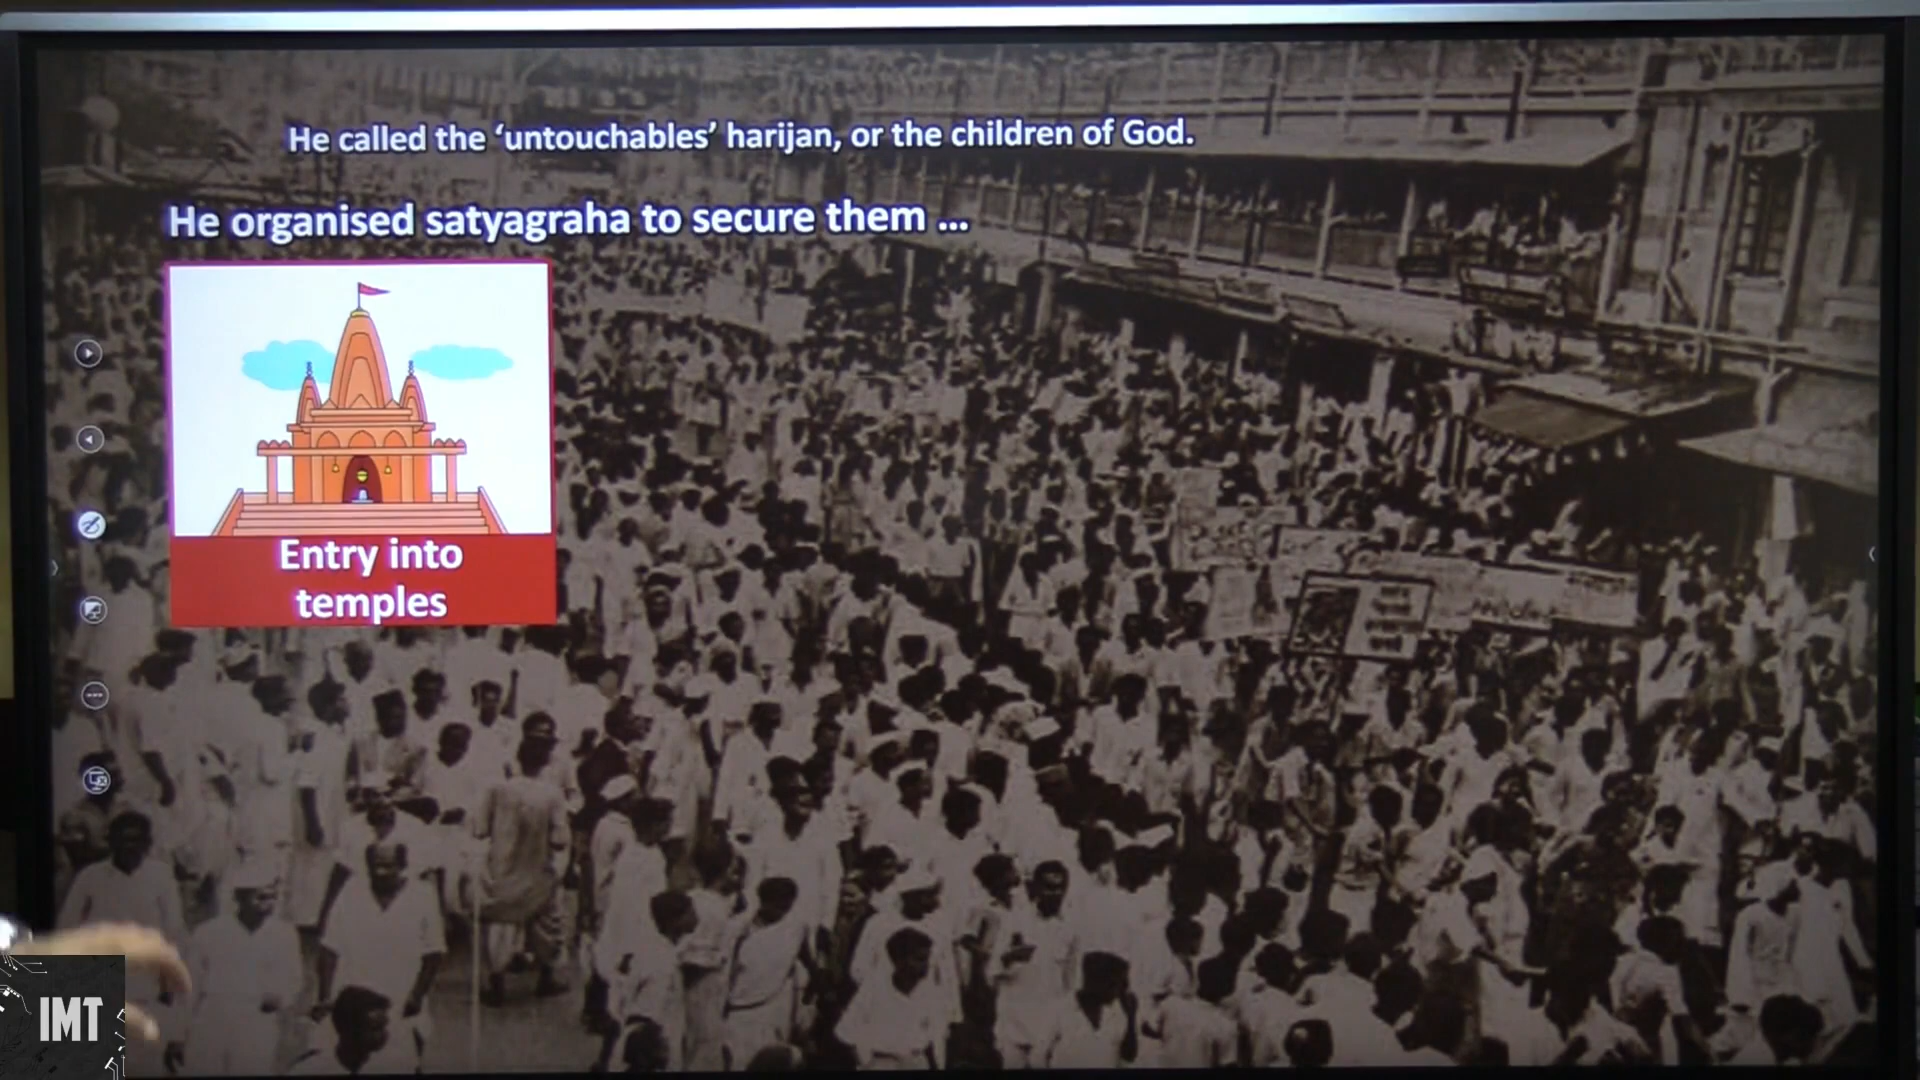 He called the ‘untouchables’ harijan, or the children of God.
He organised satyagraha to secure them ...
Entry into
temples
IMT